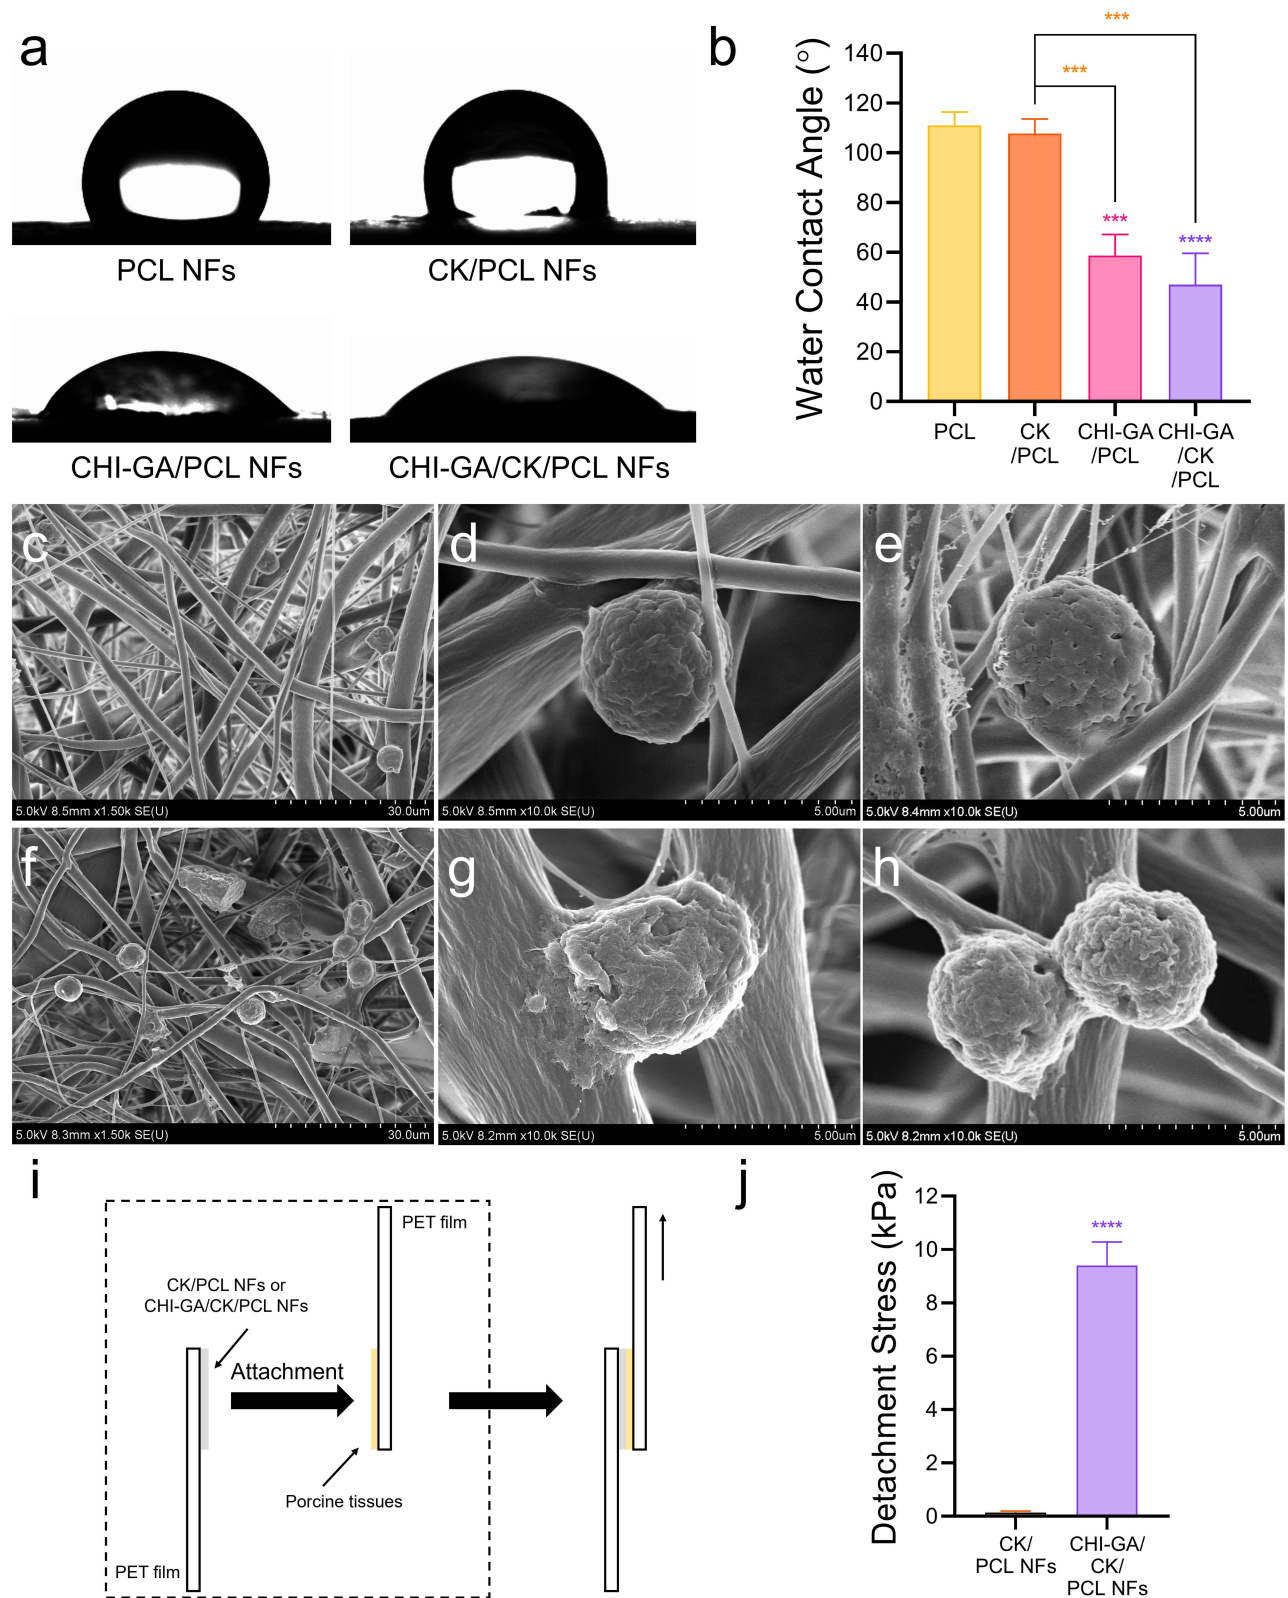 a
PCL NFs
CK/PCL NFs
CHI-GA/PCL NFs
CHI-GA/CK/PCL NFs
b
Water Contact Angle (°)
140
120
100
80
60
40
20
0
***
***
***
****
PCL
CK
/PCL
CHI-GA
/PCL
CHI-GA
/CK
/PCL
c
5.0kV 8.5mm x1.50k SE(U)
30.0um
d
5.0kV 8.5mm x10.0k SE(U)
5.00um
e
5.0kV 8.4mm x10.0k SE(U)
5.00um
f
5.0kV 8.3mm x1.50k SE(U)
30.0um
g
5.0kV 8.2mm x10.0k SE(U)
5.00um
h
5.0kV 8.2mm x10.0k SE(U)
5.00um
i
PET film
CK/PCL NFs or
CHI-GA/CK/PCL NFs
Attachment
Porcine tissues
PET film
j
Detachment Stress (kPa)
12
10
8
6
4
2
0
****
CK/
PCL NFs
CHI-GA/
CK/
PCL NFs